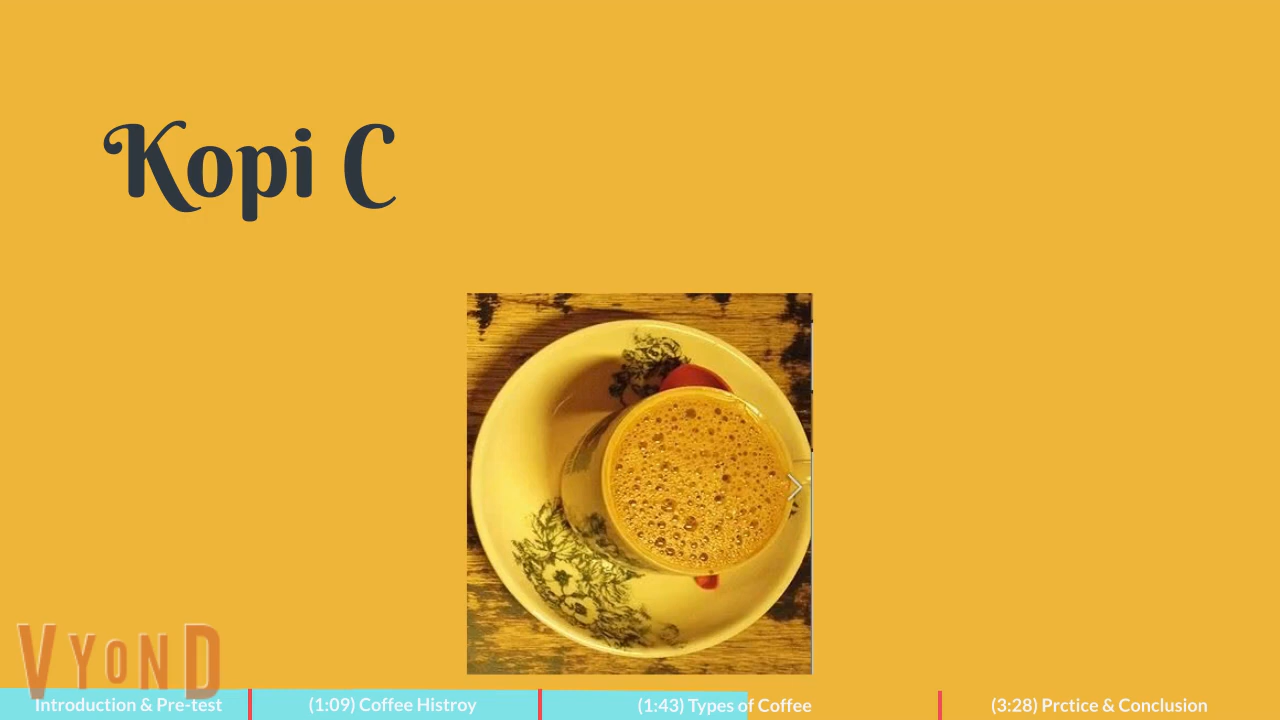 Kopi C
VYOND
Introduction & Pre-test
(1:09) Coffee Histroy
(1:43) Types of Coffee
(3:28) Prctice & Conclusion